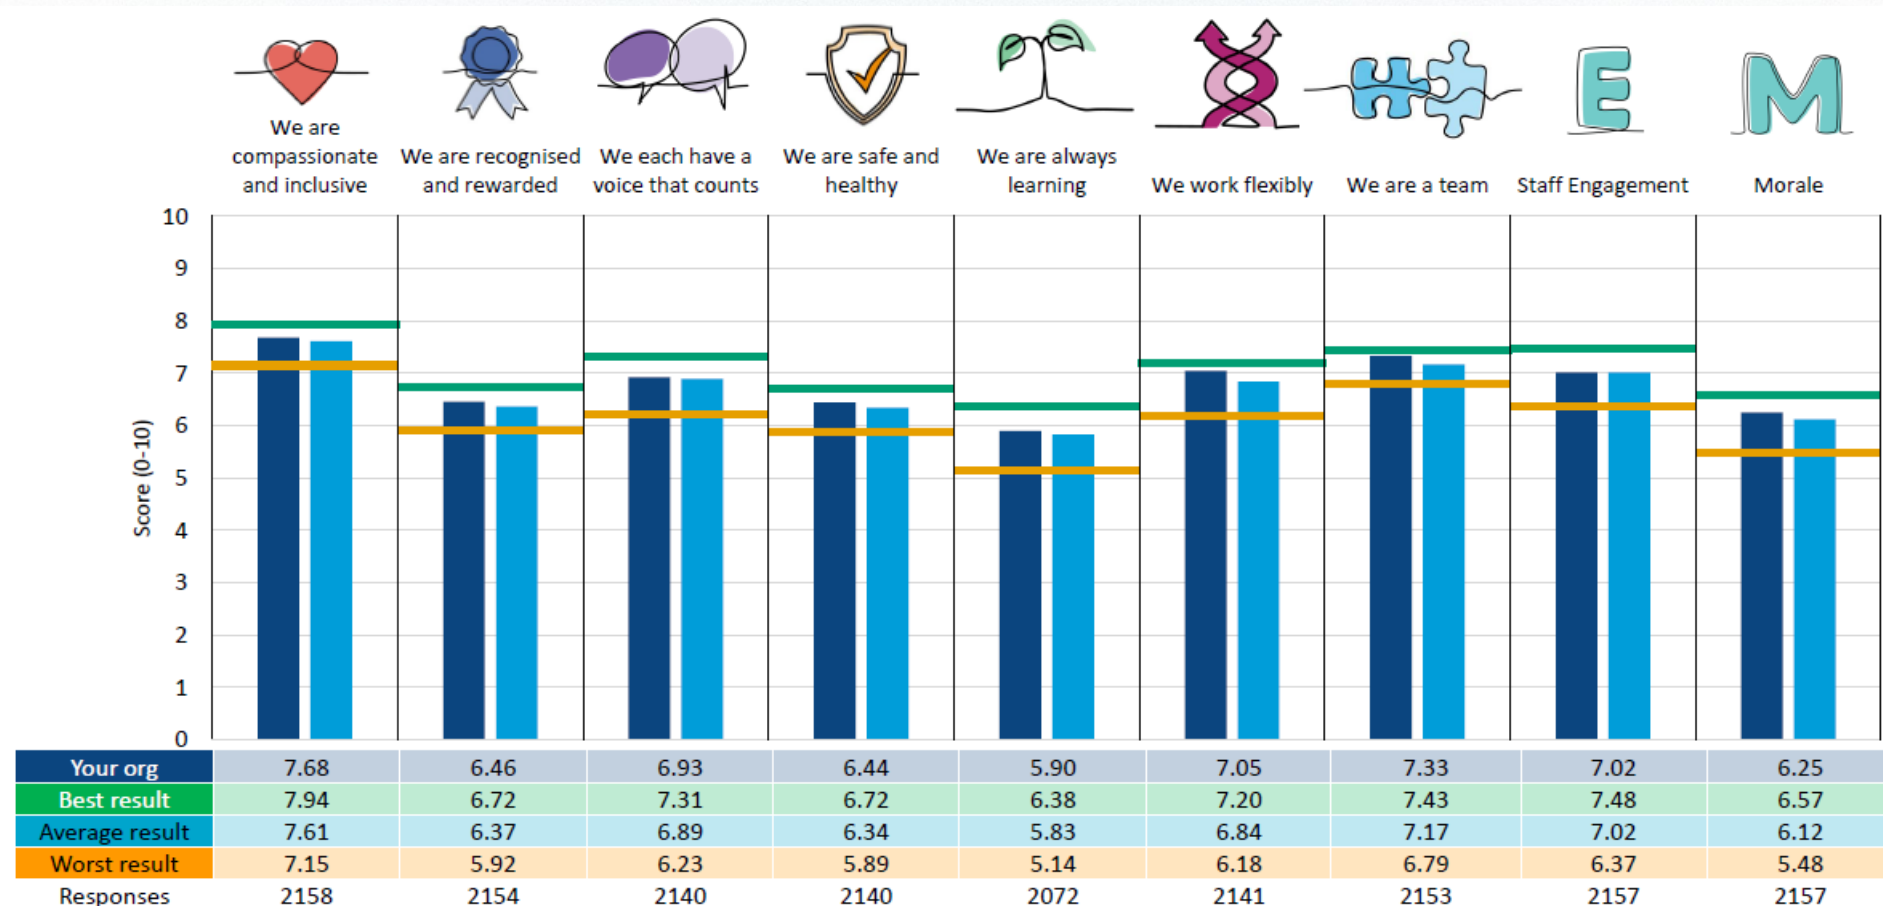 We are
compassionate
and inclusive
We are recognised
and rewarded
We each have a
voice that counts
We are safe and
healthy
We are always
learning
We work flexibly
We are a team
E
Staff Engagement
M
Morale
Score (0-10)
10
9
8
7
6
5
4
3
2
1
0
Your org 7.68 6.46 6.93 6.44 5.90 7.05 7.33 7.02 6.25
Best result 7.94 6.72 7.31 6.72 6.38 7.20 7.43 7.48 6.57
Average result 7.61 6.37 6.89 6.34 5.83 6.84 7.17 7.02 6.12
Worst result 7.15 5.92 6.23 5.89 5.14 6.18 6.79 6.37 5.48
Responses 2158 2154 2140 2140 2072 2141 2153 2157 2157